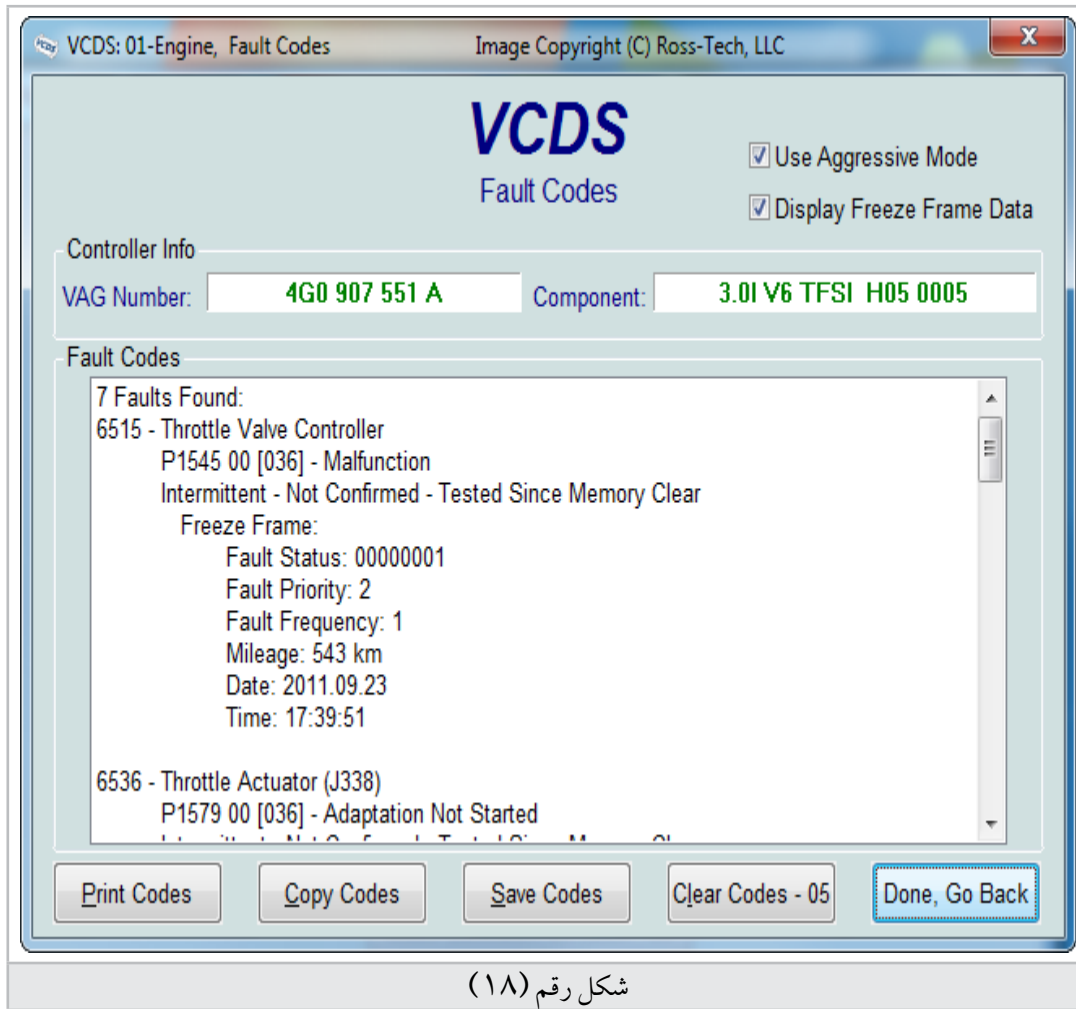 VCDS: 01-Engine, Fault Codes Image Copyright (C) Ross-Tech, LLC X
VCDS
Fault Codes
Use Aggressive Mode
Display Freeze Frame Data
Controller Info
VAG Number: 4G0 907 551 A Component: 3.0l V6 TFSI H05 0005
Fault Codes
7 Faults Found:
6515 - Throttle Valve Controller
P1545 00 [036] - Malfunction
Intermittent - Not Confirmed - Tested Since Memory Clear
Freeze Frame:
Fault Status: 00000001
Fault Priority: 2
Fault Frequency: 1
Mileage: 543 km
Date: 2011.09.23
Time: 17:39:51
6536 - Throttle Actuator (J338)
P1579 00 [036] - Adaptation Not Started
Print Codes Copy Codes Save Codes Clear Codes - 05 Done, Go Back
شكل رقم (١٨)